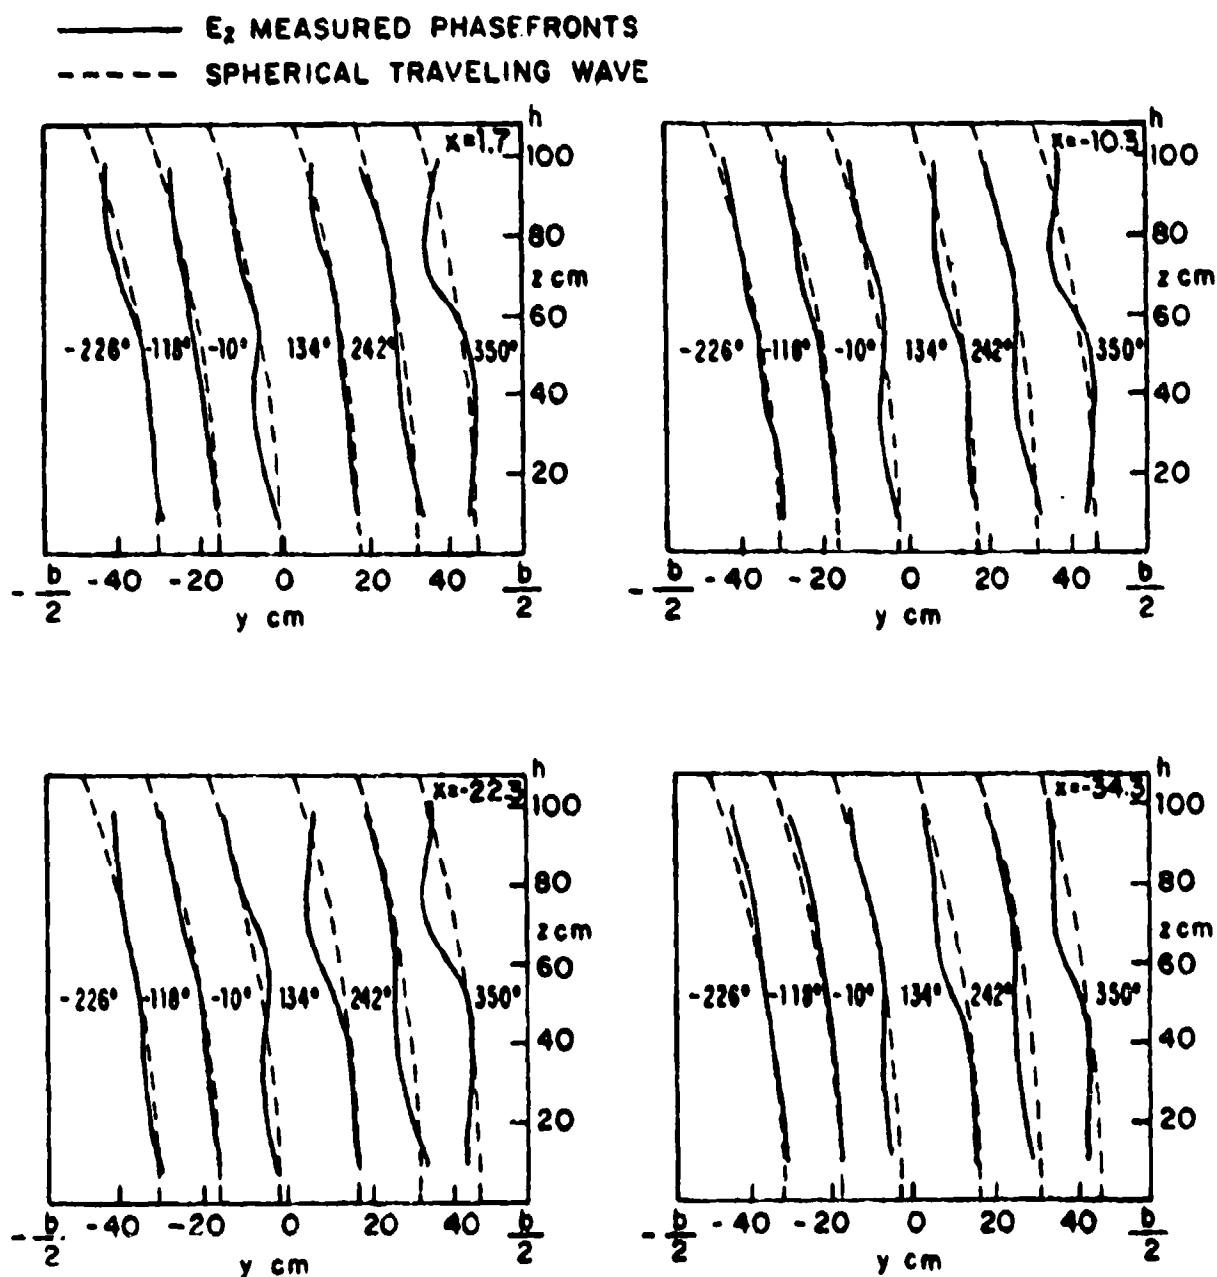 E₂ MEASURED PHASEFRONTS
SPHERICAL TRAVELING WAVE
h
x=1.7
100
80
z cm
60
-226° -118° -10° 134° 242° 350°
40
20
-b/2 -40 -20 0 20 40 b/2
y cm
h
x=-10.3
100
80
z cm
60
-226° -118° -10° 134° 242° 350°
40
20
-b/2 -40 -20 0 20 40 b/2
y cm
h
x=-22.3
100
80
z cm
60
-226° -118° -10° 134° 242° 350°
40
20
-b/2 -40 -20 0 20 40 b/2
y cm
h
x=-34.3
100
80
z cm
60
-226° -118° -10° 134° 242° 350°
40
20
-b/2 -40 -20 0 20 40 b/2
y cm